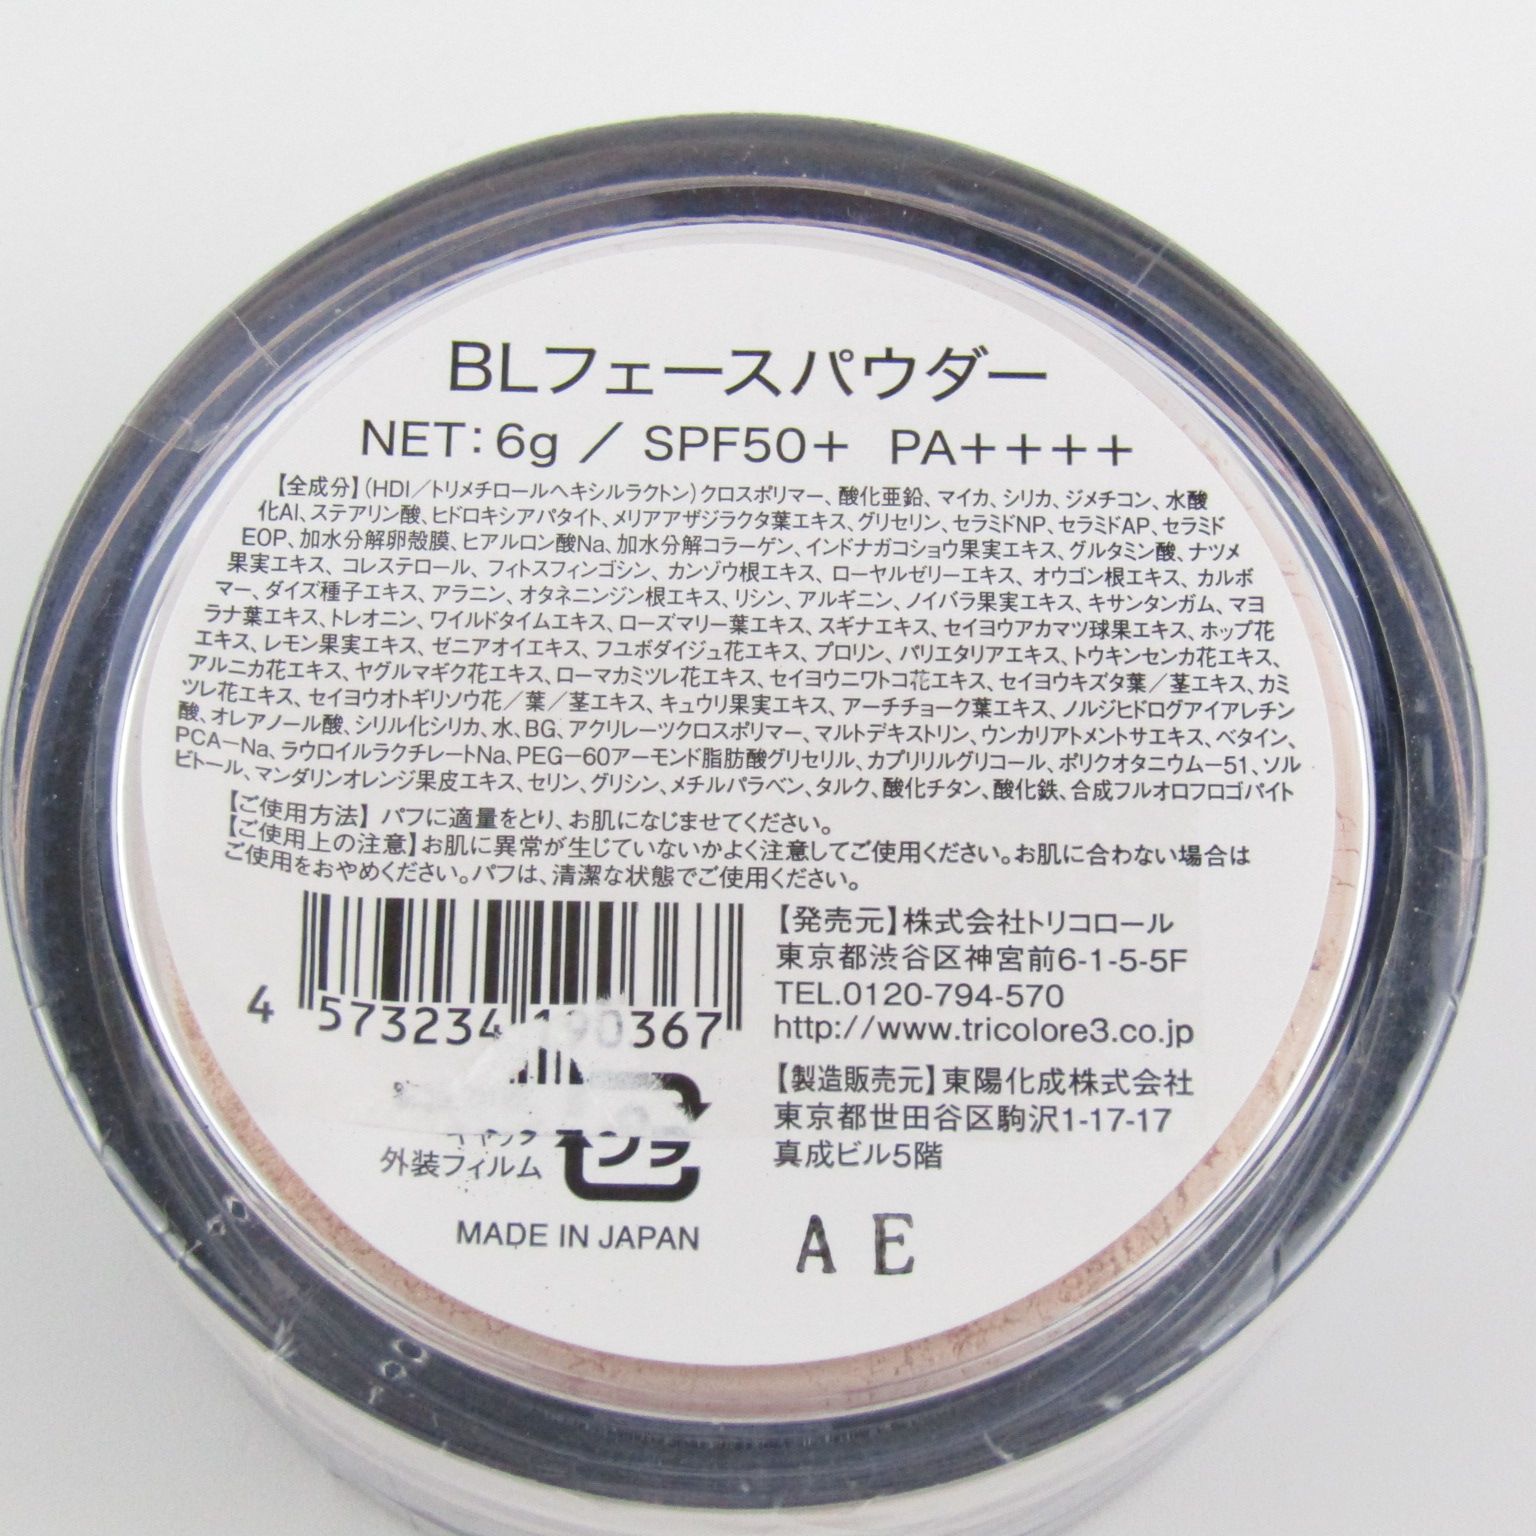 BLフェースパウダー
NET：6g ／ SPF50＋ PA＋＋＋＋
【全成分】（HDI／トリメチロールヘキシルラクトン）クロスポリマー、酸化亜鉛、マイカ、シリカ、ジメチコン、水酸
化Al、ステアリン酸、ヒドロキシアパタイト、メリアアザジラクタ葉エキス、グリセリン、セラミドNP、セラミドAP、セラミド
EOP、加水分解卵殻膜、ヒアルロン酸Na、加水分解コラーゲン、インドナガコショウ果実エキス、グルタミン酸、ナツメ
果実エキス、コレステロール、フィトスフィンゴシン、カンゾウ根エキス、ローヤルゼリーエキス、オウゴン根エキス、カルボ
マー、ダイズ種子エキス、アラニン、オタネニンジン根エキス、リシン、アルギニン、ノイバラ果実エキス、キサンタンガム、マヨ
ラナ葉エキス、トレオニン、ワイルドタイムエキス、ローズマリー葉エキス、スギナエキス、セイヨウアカマツ球果エキス、ホップ花
エキス、レモン果実エキス、ゼニアオイエキス、フユボダイジュ花エキス、プロリン、パリエタリアエキス、トウキンセンカ花エキス、
アルニカ花エキス、ヤグルマギク花エキス、ローマカミツレ花エキス、セイヨウニワトコ花エキス、セイヨウキズタ葉／茎エキス、カミ
ツレ花エキス、セイヨウオトギリソウ花／葉／茎エキス、キュウリ果実エキス、アーチチョーク葉エキス、ノルジヒドログアイアレチン
酸、オレアノール酸、シリル化シリカ、水、BG、アクリレーツクロスポリマー、マルトデキストリン、ウンカリアトメントサエキス、ベタイン、
PCA－Na、ラウロイルラクチレートNa、PEG－60アーモンド脂肪酸グリセリル、カプリリルグリコール、ポリクオタニウム－51、ソル
ビトール、マンダリンオレンジ果皮エキス、セリン、グリシン、メチルパラベン、タルク、酸化チタン、酸化鉄、合成フルオロフロゴパイト
【ご使用方法】 パフに適量をとり、お肌になじませてください。
【ご使用上の注意】お肌に異常が生じていないかよく注意してご使用ください。お肌に合わない場合は
ご使用をおやめください。パフは、清潔な状態でご使用ください。
4 573234 190367
外装フィルム
プラ
MADE IN JAPAN
【発売元】株式会社トリコロール
東京都渋谷区神宮前6-1-5-5F
TEL.0120-794-570
http://www.tricolore3.co.jp
【製造販売元】東陽化成株式会社
東京都世田谷区駒沢1-17-17
真成ビル5階
A E